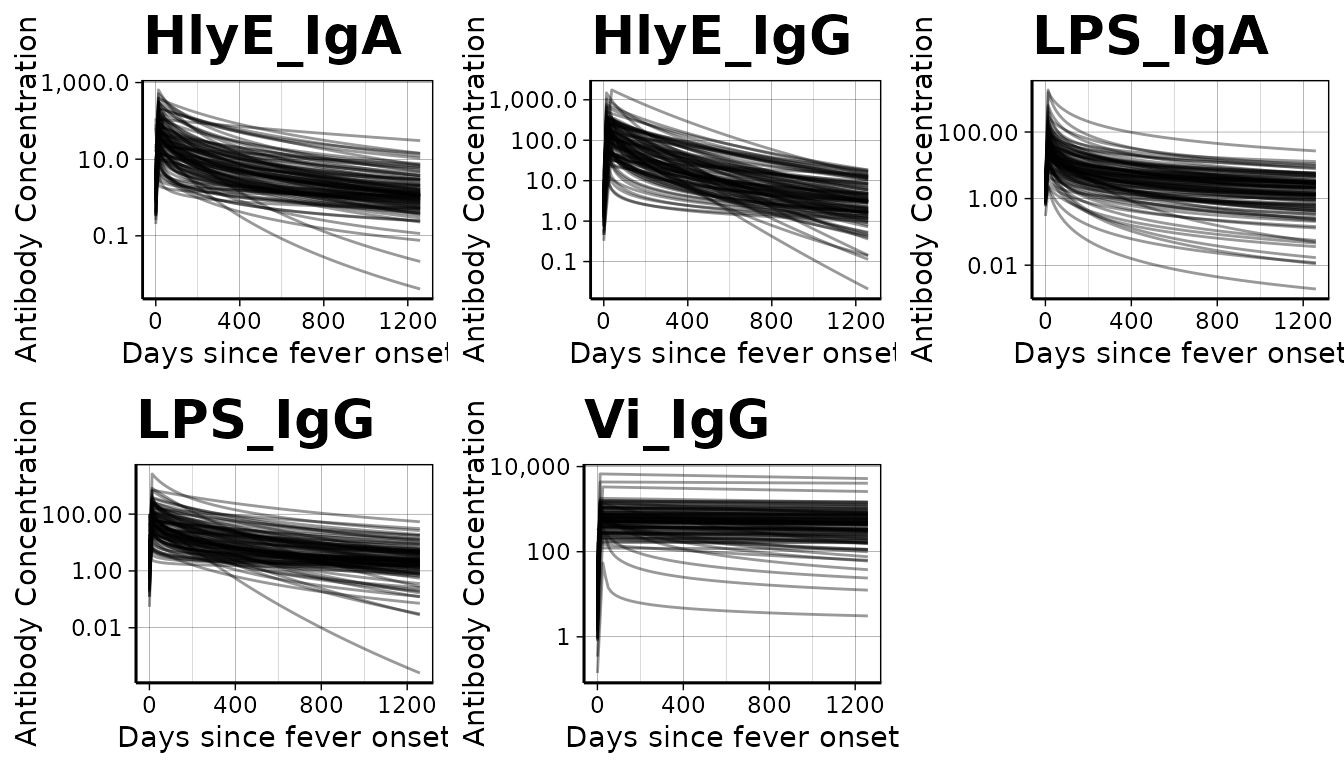 HlyE_IgA
Antibody Concentration
1,000.0
10.0
0.1
0 400 800 1200
Days since fever onset
HlyE_IgG
Antibody Concentration
1,000.0
100.0
10.0
1.0
0.1
0 400 800 1200
Days since fever onset
LPS_IgA
Antibody Concentration
100.00
1.00
0.01
0 400 800 1200
Days since fever onset
LPS_IgG
Antibody Concentration
100.00
1.00
0.01
0 400 800 1200
Days since fever onset
Vi_IgG
Antibody Concentration
10,000
100
1
0 400 800 1200
Days since fever onset